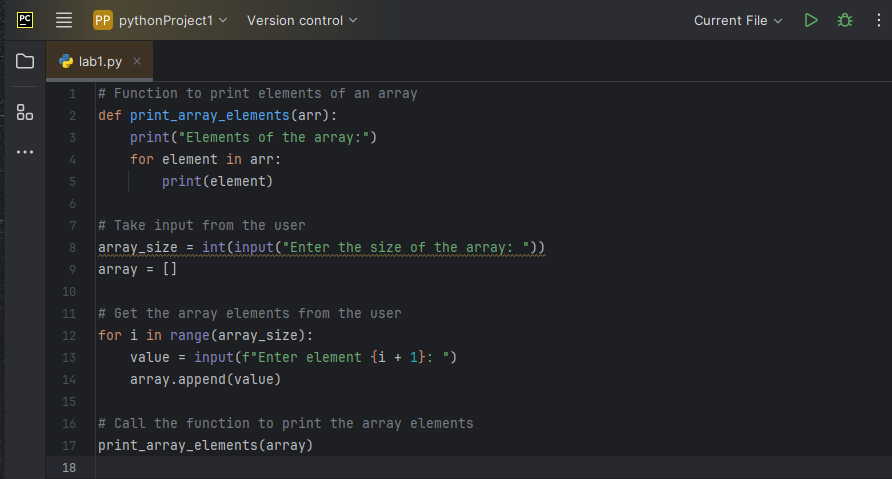 PC PP pythonProject1 Version control Current File
lab1.py
1 # Function to print elements of an array
2 def print_array_elements(arr):
3     print("Elements of the array:")
4     for element in arr:
5         print(element)
6
7 # Take input from the user
8 array_size = int(input("Enter the size of the array: "))
9 array = []
10
11 # Get the array elements from the user
12 for i in range(array_size):
13     value = input(f"Enter element {i + 1}: ")
14     array.append(value)
15
16 # Call the function to print the array elements
17 print_array_elements(array)
18